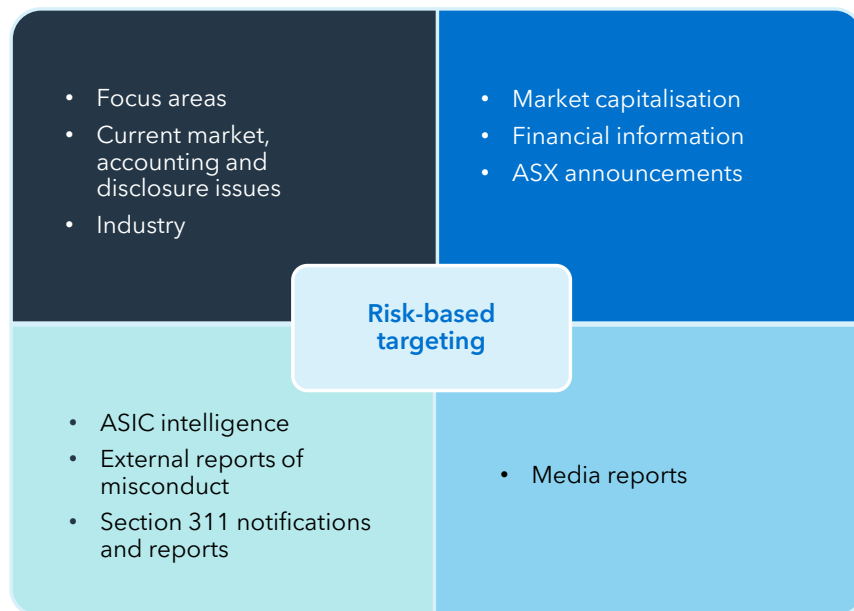 • Focus areas
• Current market,
accounting and
disclosure issues
• Industry
• Market capitalisation
• Financial information
• ASX announcements
Risk-based
targeting
• ASIC intelligence
• External reports of
misconduct
• Section 311 notifications
and reports
• Media reports